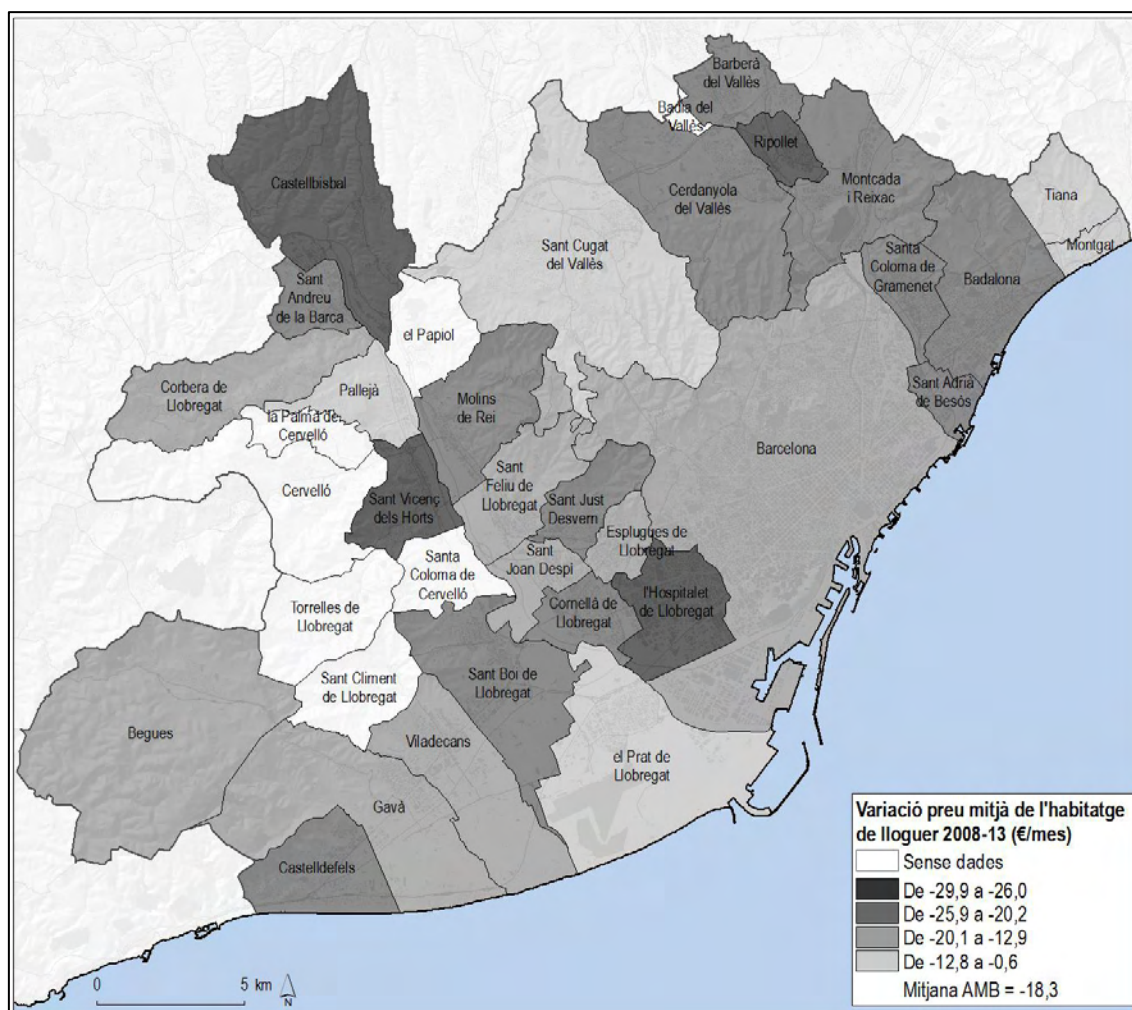 Barberà
del Vallès
Badia del
Vallès
Ripollet
Castellbisbal
Cerdanyola
del Vallès
Montcada
i Reixac
Tiana
Montgat
Sant Cugat
del Vallès
Santa
Coloma de
Gramenet
Badalona
Sant
Andreu
de la Barca
el Papiol
Corbera de
Llobregat
Pallejà
Molins
de Rei
Sant Adrià
de Besòs
la Palma de
Cervelló
Barcelona
Cervelló
Sant Vicenç
dels Horts
Sant
Feliu de
Llobregat
Sant Just
Desvern
Esplugues de
Llobregat
Santa
Coloma de
Cervelló
Sant
Joan Despí
Torrelles de
Llobregat
Cornellà de
Llobregat
l'Hospitalet
de Llobregat
Sant Climent
de Llobregat
Sant Boi de
Llobregat
Begues
Viladecans
el Prat de
Llobregat
Gavà
Castelldefels
Variació preu mitjà de l'habitatge
de lloguer 2008-13 (€/mes)
Sense dades
De -29,9 a -26,0
De -25,9 a -20,2
De -20,1 a -12,9
De -12,8 a -0,6
Mitjana AMB = -18,3
0 5 km N